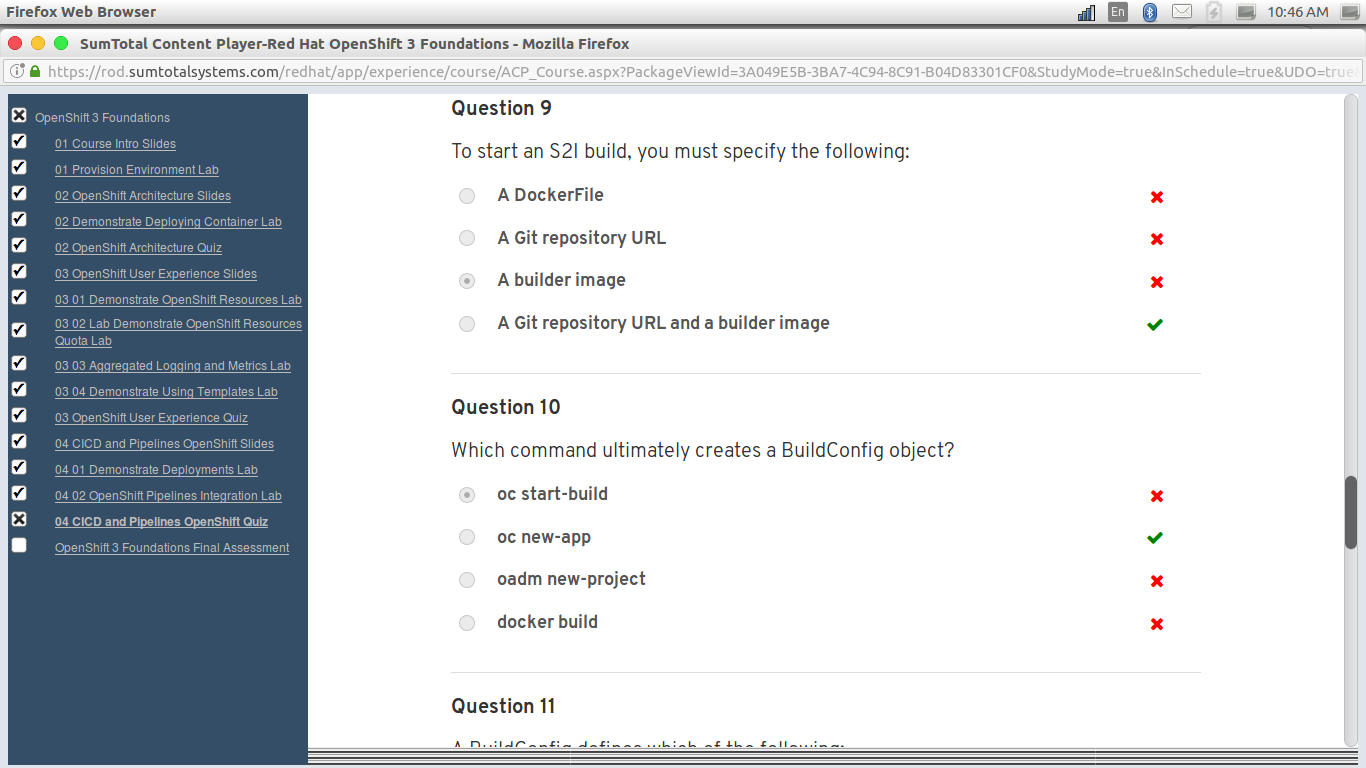 Firefox Web Browser
En
10:46 AM
SumTotal Content Player-Red Hat OpenShift 3 Foundations - Mozilla Firefox
https://rod.sumtotalsystems.com/redhat/app/experience/course/ACP_Course.aspx?PackageViewId=3A049E5B-3BA7-4C94-8C91-B04D83301CF0&StudyMode=true&InSchedule=true&UDO=true&
OpenShift 3 Foundations
01 Course Intro Slides
01 Provision Environment Lab
02 OpenShift Architecture Slides
02 Demonstrate Deploying Container Lab
02 OpenShift Architecture Quiz
03 OpenShift User Experience Slides
03 01 Demonstrate OpenShift Resources Lab
03 02 Lab Demonstrate OpenShift Resources
Quota Lab
03 03 Aggregated Logging and Metrics Lab
03 04 Demonstrate Using Templates Lab
03 OpenShift User Experience Quiz
04 CICD and Pipelines OpenShift Slides
04 01 Demonstrate Deployments Lab
04 02 OpenShift Pipelines Integration Lab
04 CICD and Pipelines OpenShift Quiz
OpenShift 3 Foundations Final Assessment
Question 9
To start an S2I build, you must specify the following:
A DockerFile
A Git repository URL
A builder image
A Git repository URL and a builder image
Question 10
Which command ultimately creates a BuildConfig object?
oc start-build
oc new-app
oadm new-project
docker build
Question 11
A BuildConfig defines which of the following: